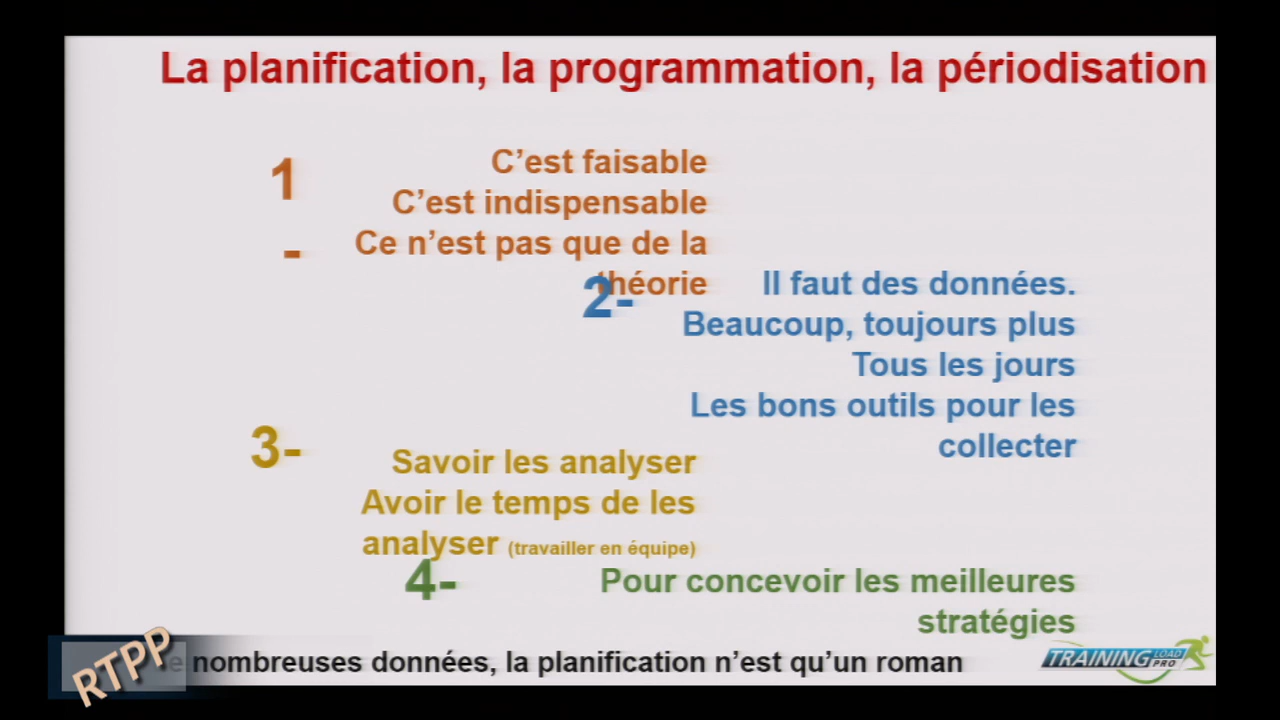 La planification, la programmation, la périodisation
1
-
C’est faisable
C’est indispensable
Ce n’est pas que de la
théorie
2-
Il faut des données.
Beaucoup, toujours plus
Tous les jours
Les bons outils pour les
collecter
3-
Savoir les analyser
Avoir le temps de les
analyser (travailler en équipe)
4-
Pour concevoir les meilleures
stratégies
nombreuses données, la planification n’est qu’un roman
RTPP
TRAINING LOAD PRO